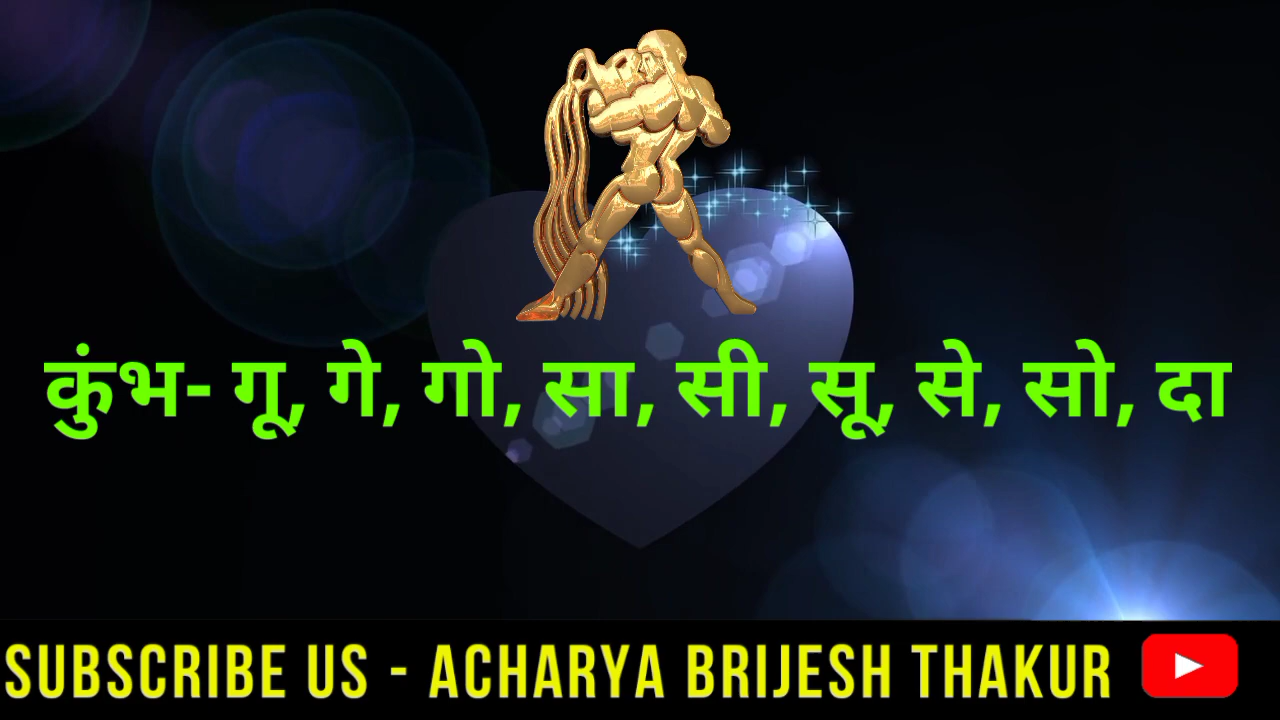 कुंभ- गू, गे, गो, सा, सी, सू, से, सो, दा
SUBSCRIBE US - ACHARYA BRIJESH THAKUR